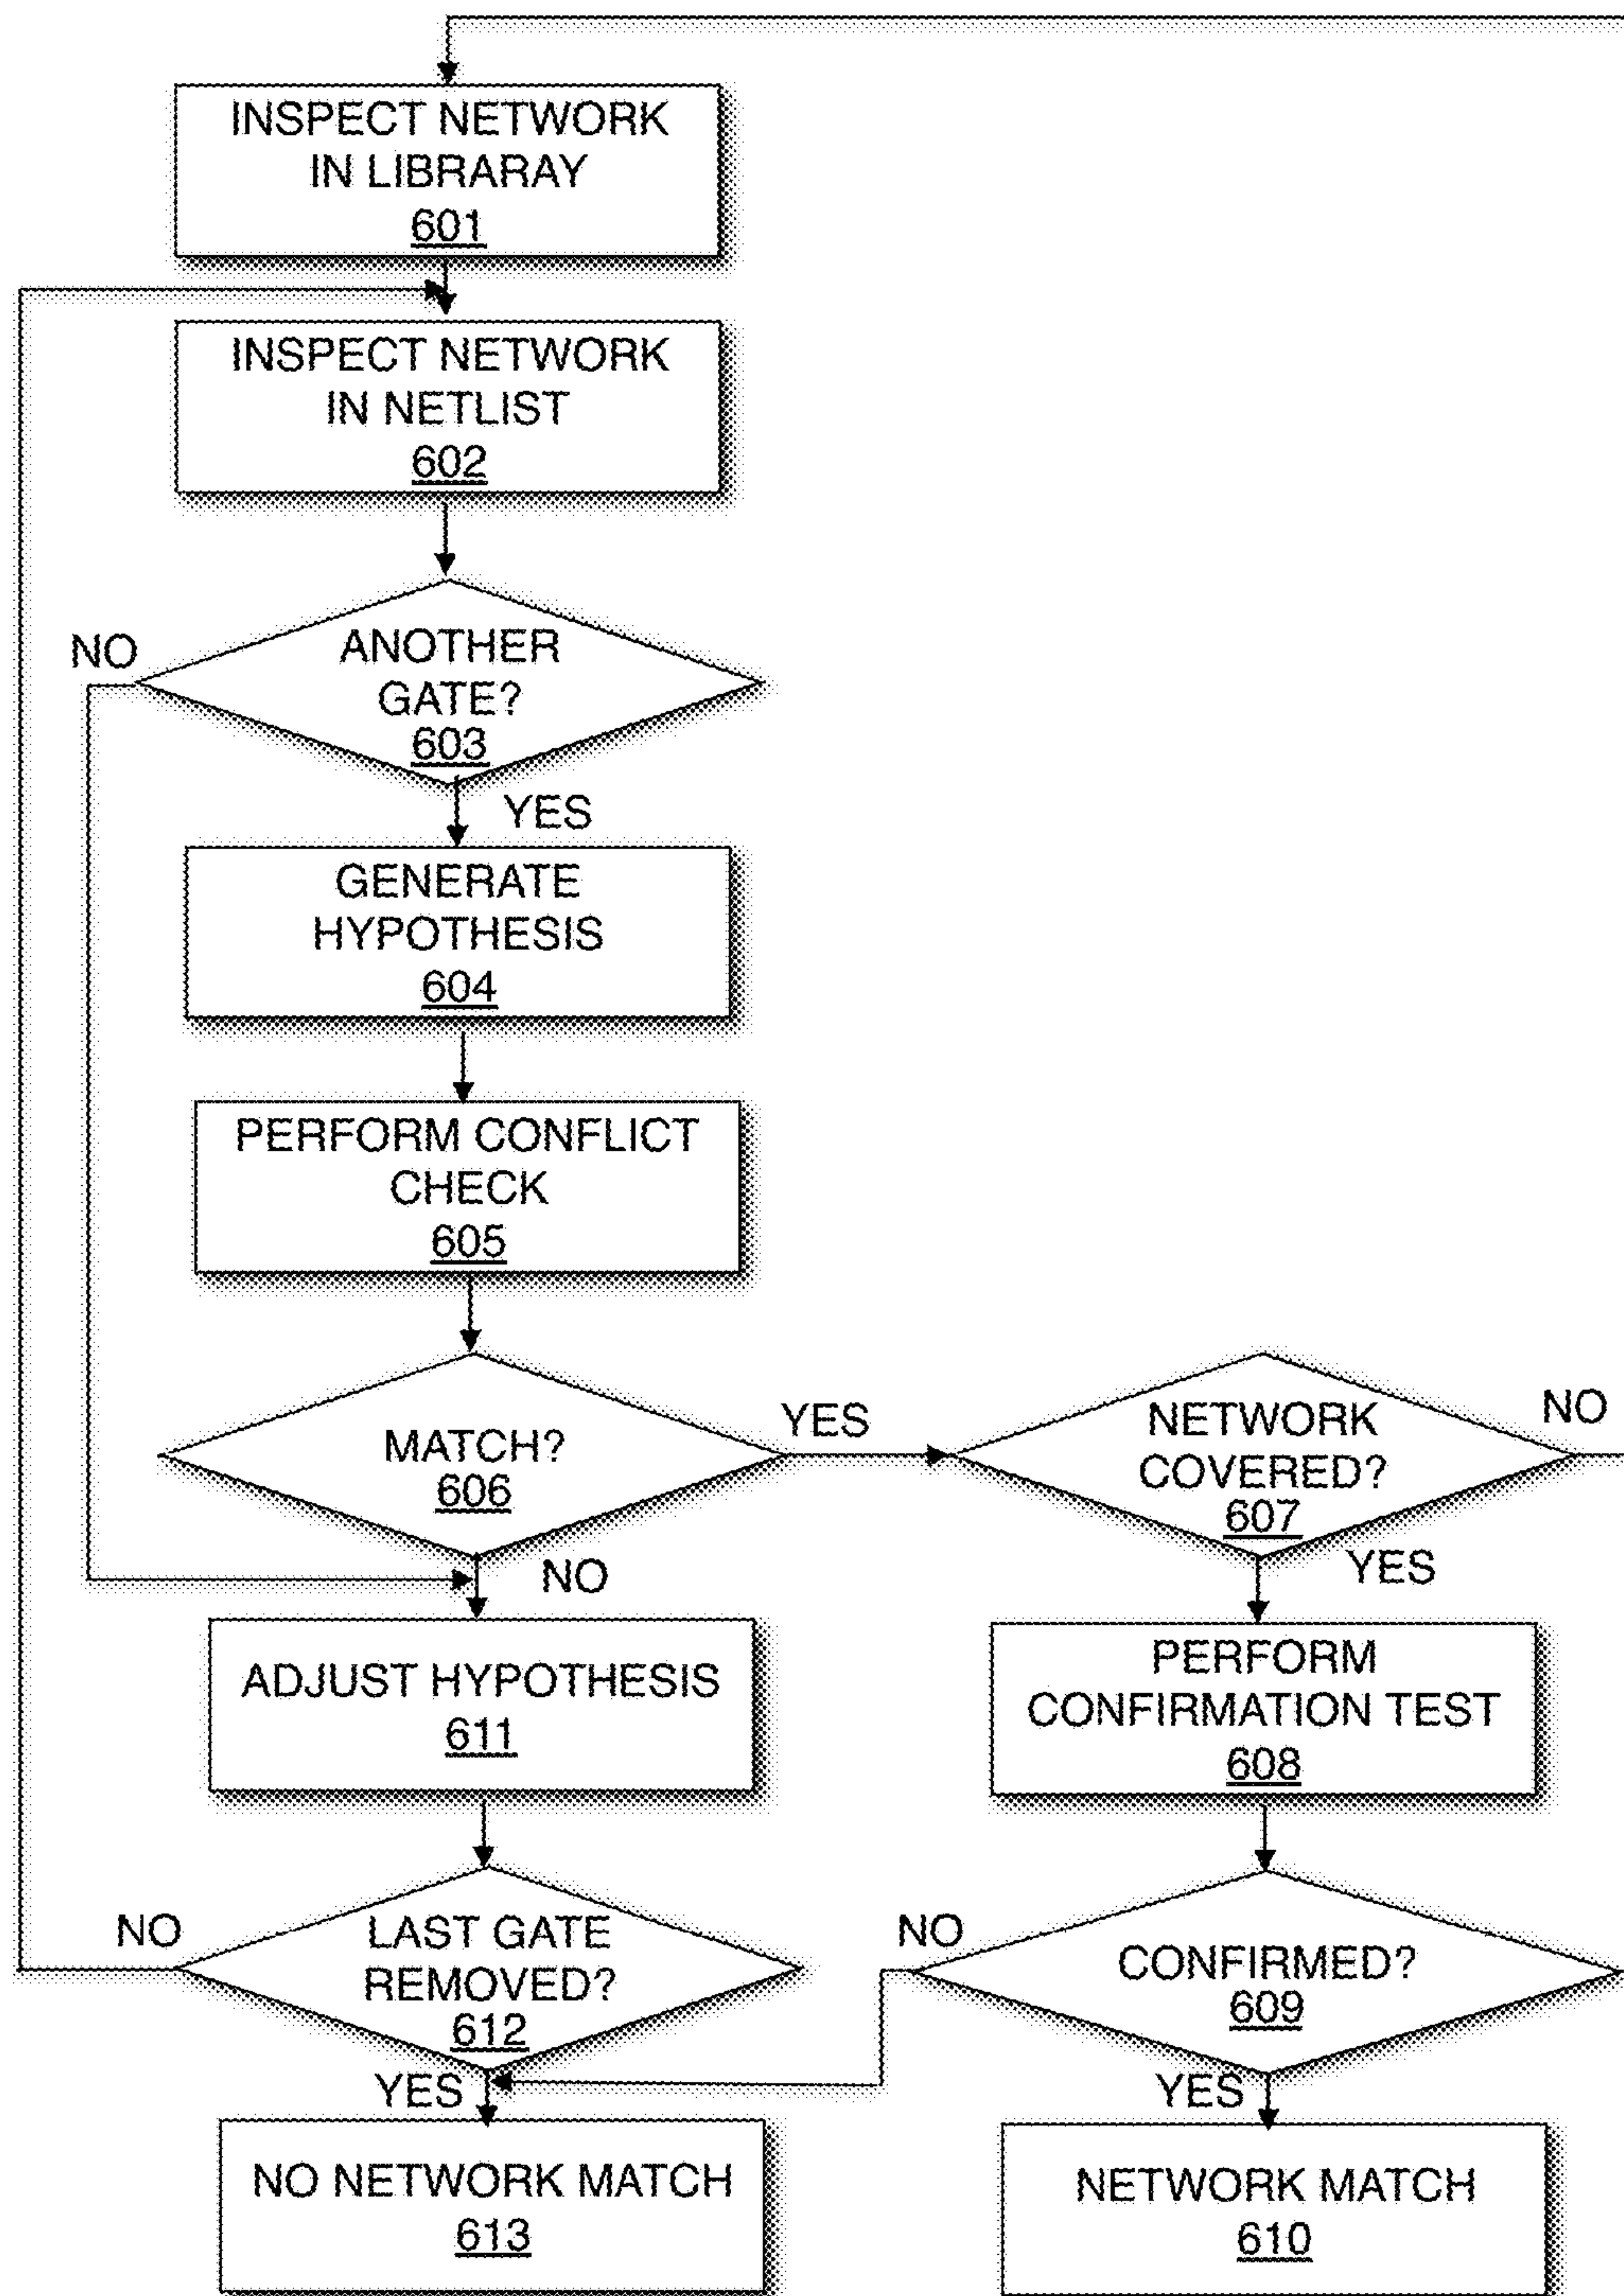 INSPECT NETWORK
IN LIBRARAY
601
INSPECT NETWORK
IN NETLIST
602
NO
ANOTHER
GATE?
603
YES
GENERATE
HYPOTHESIS
604
PERFORM CONFLICT
CHECK
605
MATCH?
606
YES
NO
NETWORK
COVERED?
607
NO
YES
ADJUST HYPOTHESIS
611
PERFORM
CONFIRMATION TEST
608
NO
LAST GATE
REMOVED?
612
YES
NO
CONFIRMED?
609
YES
NO NETWORK MATCH
613
NETWORK MATCH
610